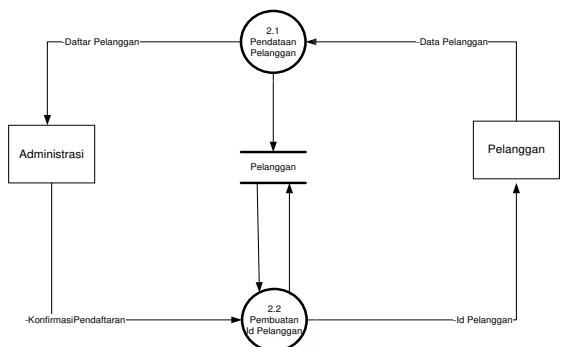 2.1
Pendataan
Pelanggan
-Daftar Pelanggan
-Data Pelanggan
Administrasi
Pelanggan
Pelanggan
2.2
Pembuatan
Id Pelanggan
-KonfirmasiPendaftaran
-Id Pelanggan